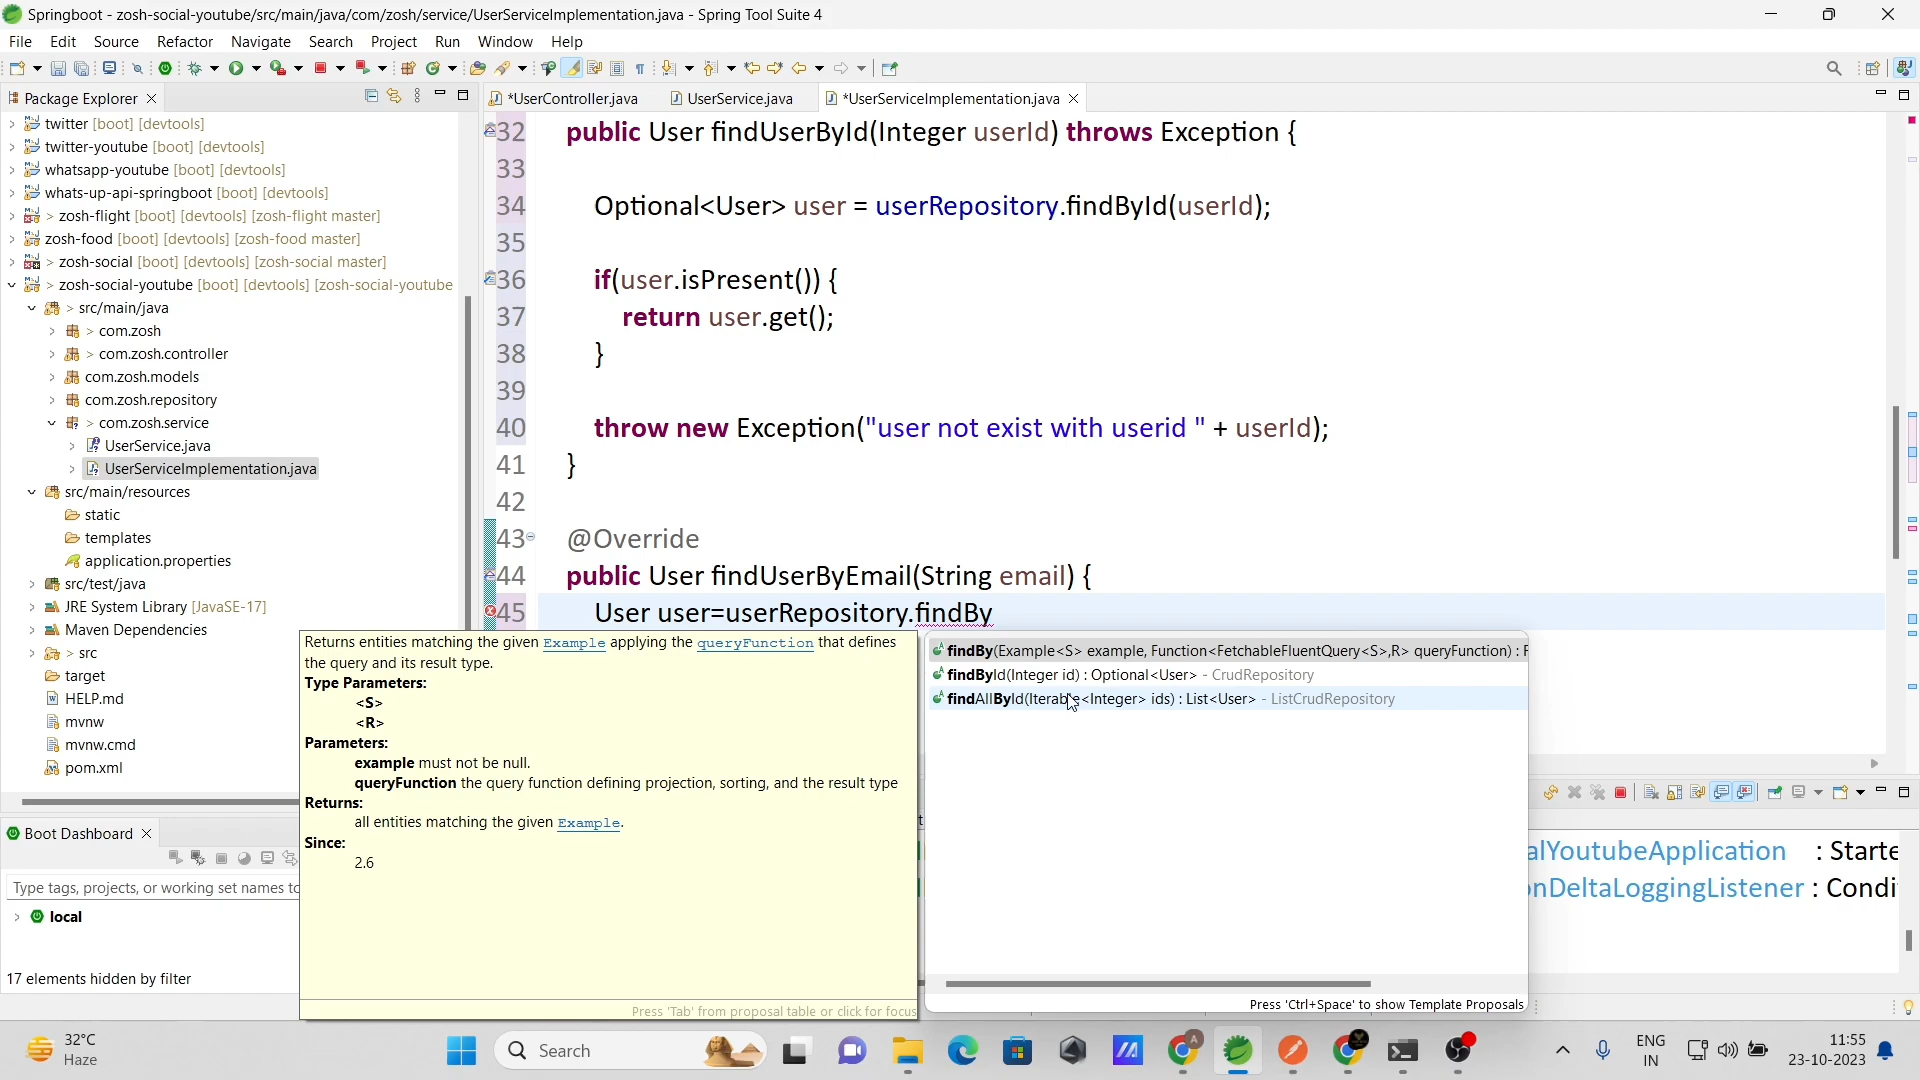 Springboot - zosh-social-youtube/src/main/java/com/zosh/service/UserServiceImplementation.java - Spring Tool Suite 4
File Edit Source Refactor Navigate Search Project Run Window Help
Package Explorer
*UserController.java UserService.java *UserServiceImplementation.java
twitter [boot] [devtools]
twitter-youtube [boot] [devtools]
whatsapp-youtube [boot] [devtools]
whats-up-api-springboot [boot] [devtools]
> zosh-flight [boot] [devtools] [zosh-flight master]
zosh-food [boot] [devtools] [zosh-food master]
> zosh-social [boot] [devtools] [zosh-social master]
> zosh-social-youtube [boot] [devtools] [zosh-social-youtube
> src/main/java
> com.zosh
> com.zosh.controller
com.zosh.models
com.zosh.repository
> com.zosh.service
UserService.java
UserServiceImplementation.java
src/main/resources
static
templates
application.properties
src/test/java
JRE System Library [JavaSE-17]
Maven Dependencies
> src
target
HELP.md
mvnw
mvnw.cmd
pom.xml
32 public User findUserById(Integer userId) throws Exception {
33
34 Optional<User> user = userRepository.findById(userId);
35
36 if(user.isPresent()) {
37 return user.get();
38 }
39
40 throw new Exception("user not exist with userid " + userId);
41 }
42
43 @Override
44 public User findUserByEmail(String email) {
45 User user=userRepository.findBy
Returns entities matching the given Example applying the queryFunction that defines
the query and its result type.
Type Parameters:
<S>
<R>
Parameters:
example must not be null.
queryFunction the query function defining projection, sorting, and the result type
Returns:
all entities matching the given Example.
Since:
2.6
Press 'Tab' from proposal table or click for focus
findBy(Example<S> example, Function<FetchableFluentQuery<S>,R> queryFunction) : F
findById(Integer id) : Optional<User> - CrudRepository
findAllById(Iterable<Integer> ids) : List<User> - ListCrudRepository
Press 'Ctrl+Space' to show Template Proposals
alYoutubeApplication : Starte
onDeltaLoggingListener : Condi
Boot Dashboard
Type tags, projects, or working set names to
local
17 elements hidden by filter
32°C
Haze
Search
ENG
IN
11:55
23-10-2023